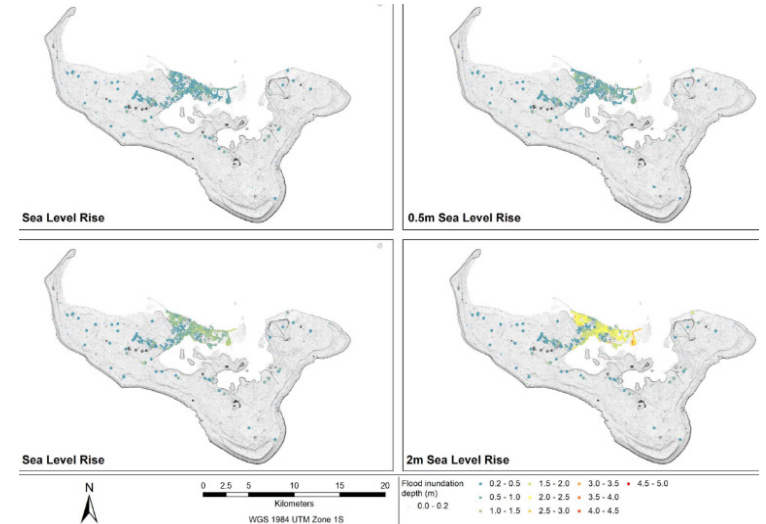 Sea Level Rise
0.5m Sea Level Rise
Sea Level Rise
2m Sea Level Rise
N
0 2.5 5 10 15 20
Kilometers
WGS 1984 UTM Zone 1S
Flood inundation
depth (m)
0.0 - 0.2
0.2 - 0.5
0.5 - 1.0
1.0 - 1.5
1.5 - 2.0
2.0 - 2.5
2.5 - 3.0
3.0 - 3.5
3.5 - 4.0
4.0 - 4.5
4.5 - 5.0